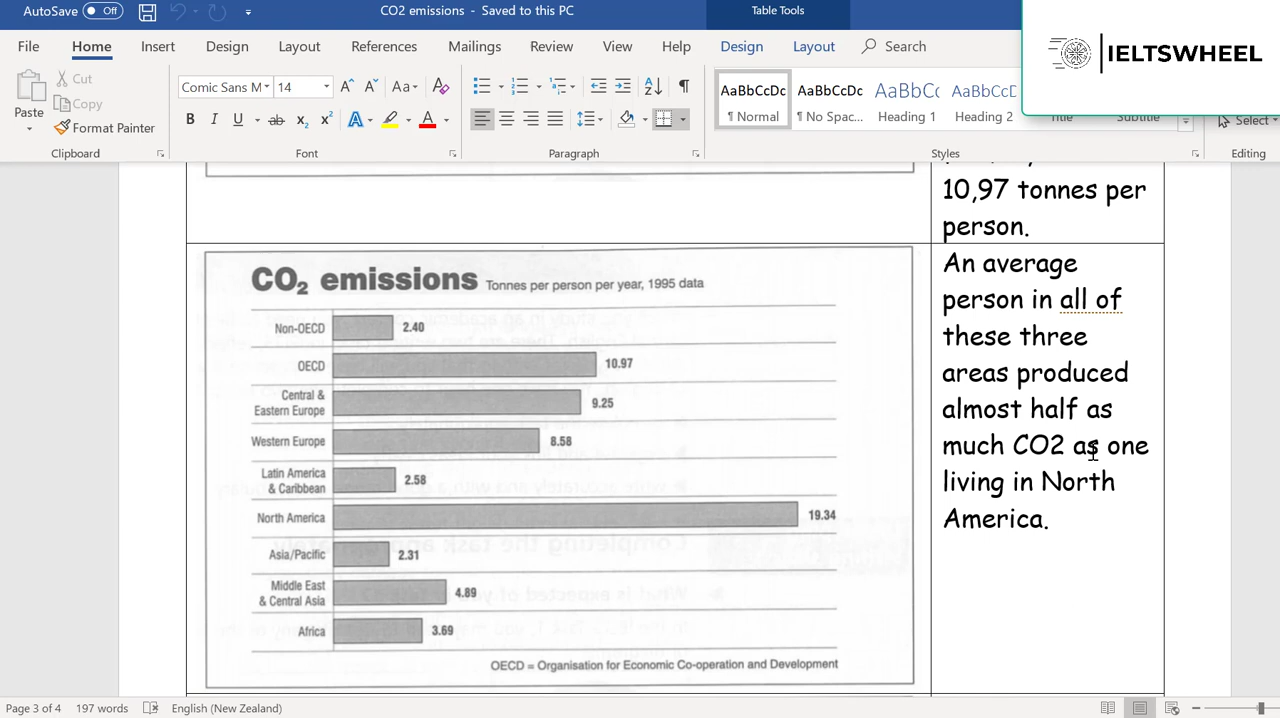 AutoSave Off CO2 emissions - Saved to this PC Table Tools
IELTSWHEEL
File Home Insert Design Layout References Mailings Review View Help Design Layout Search
Paste
Cut
Copy
Format Painter
Clipboard
Comic Sans M 14
Font
Paragraph
AaBbCcDc AaBbCcDc AaBbCc AaBbCcD
¶ Normal ¶ No Spac... Heading 1 Heading 2 Title Subtitle
Styles
Select
Editing
10,97 tonnes per
person.
CO₂ emissions Tonnes per person per year, 1995 data
Non-OECD 2.40
OECD 10.97
Central &
Eastern Europe 9.25
Western Europe 8.58
Latin America
& Caribbean 2.58
North America 19.34
Asia/Pacific 2.31
Middle East
& Central Asia 4.89
Africa 3.69
OECD = Organisation for Economic Co-operation and Development
An average
person in all of
these three
areas produced
almost half as
much CO2 as one
living in North
America.
Page 3 of 4 197 words English (New Zealand)